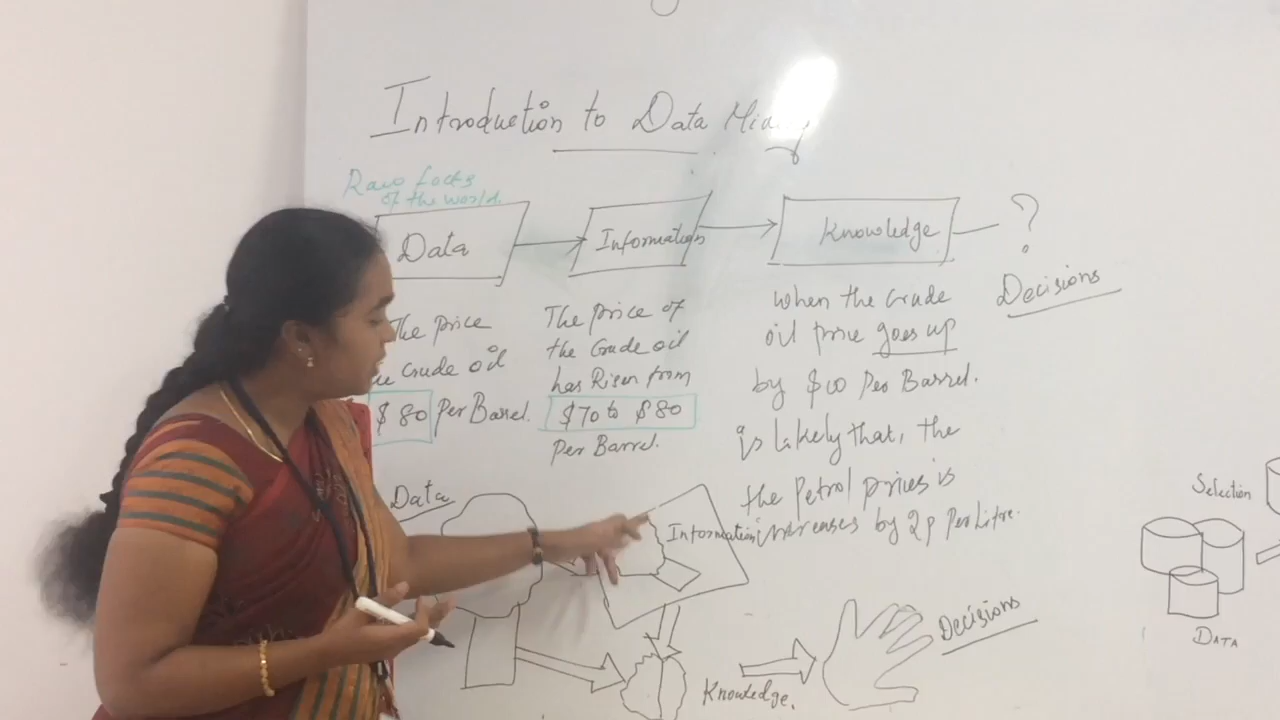 Introduction to Data
Raw facts
of the world.
Data
Information
Knowledge
?
Decisions
The price
crude oil
$ 80 Per Barrel.
The price of
the Crude oil
has Risen from
$70 to $80
Per Barrel.
when the Crude
oil price goes up
by $10 Per Barrel.
is likely that, the
the Petrol prices is
increases by 2p Per Litre.
Data
Information
Knowledge.
Decisions
Selection
DATA